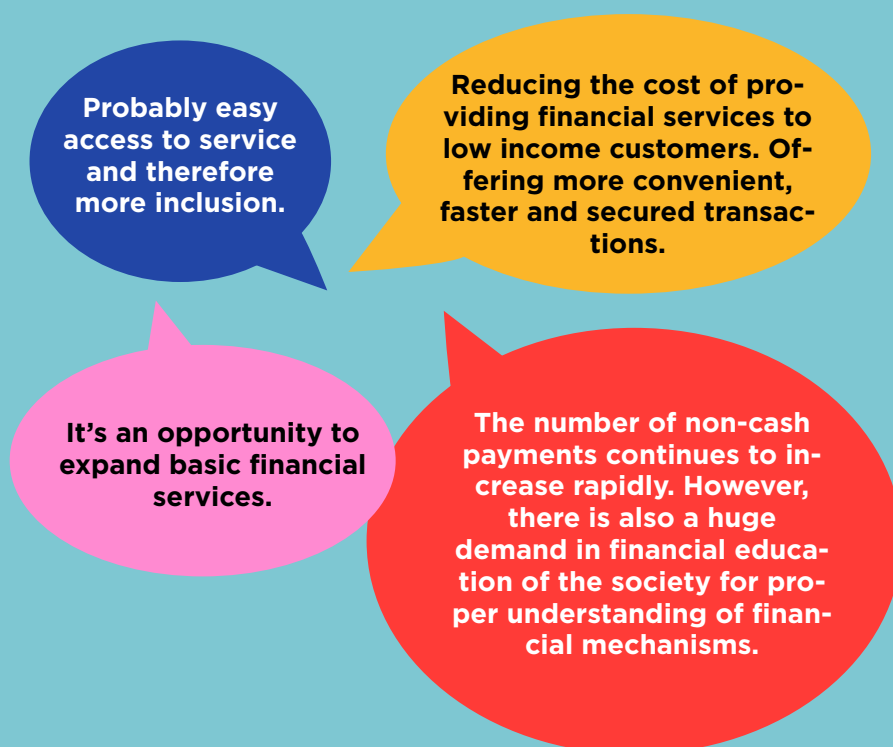 Probably easy
access to service
and therefore
more inclusion.
Reducing the cost of pro-
viding financial services to
low income customers. Of-
fering more convenient,
faster and secured transac-
tions.
It’s an opportunity to
expand basic financial
services.
The number of non-cash
payments continues to in-
crease rapidly. However,
there is also a huge
demand in financial educa-
tion of the society for pro-
per understanding of finan-
cial mechanisms.